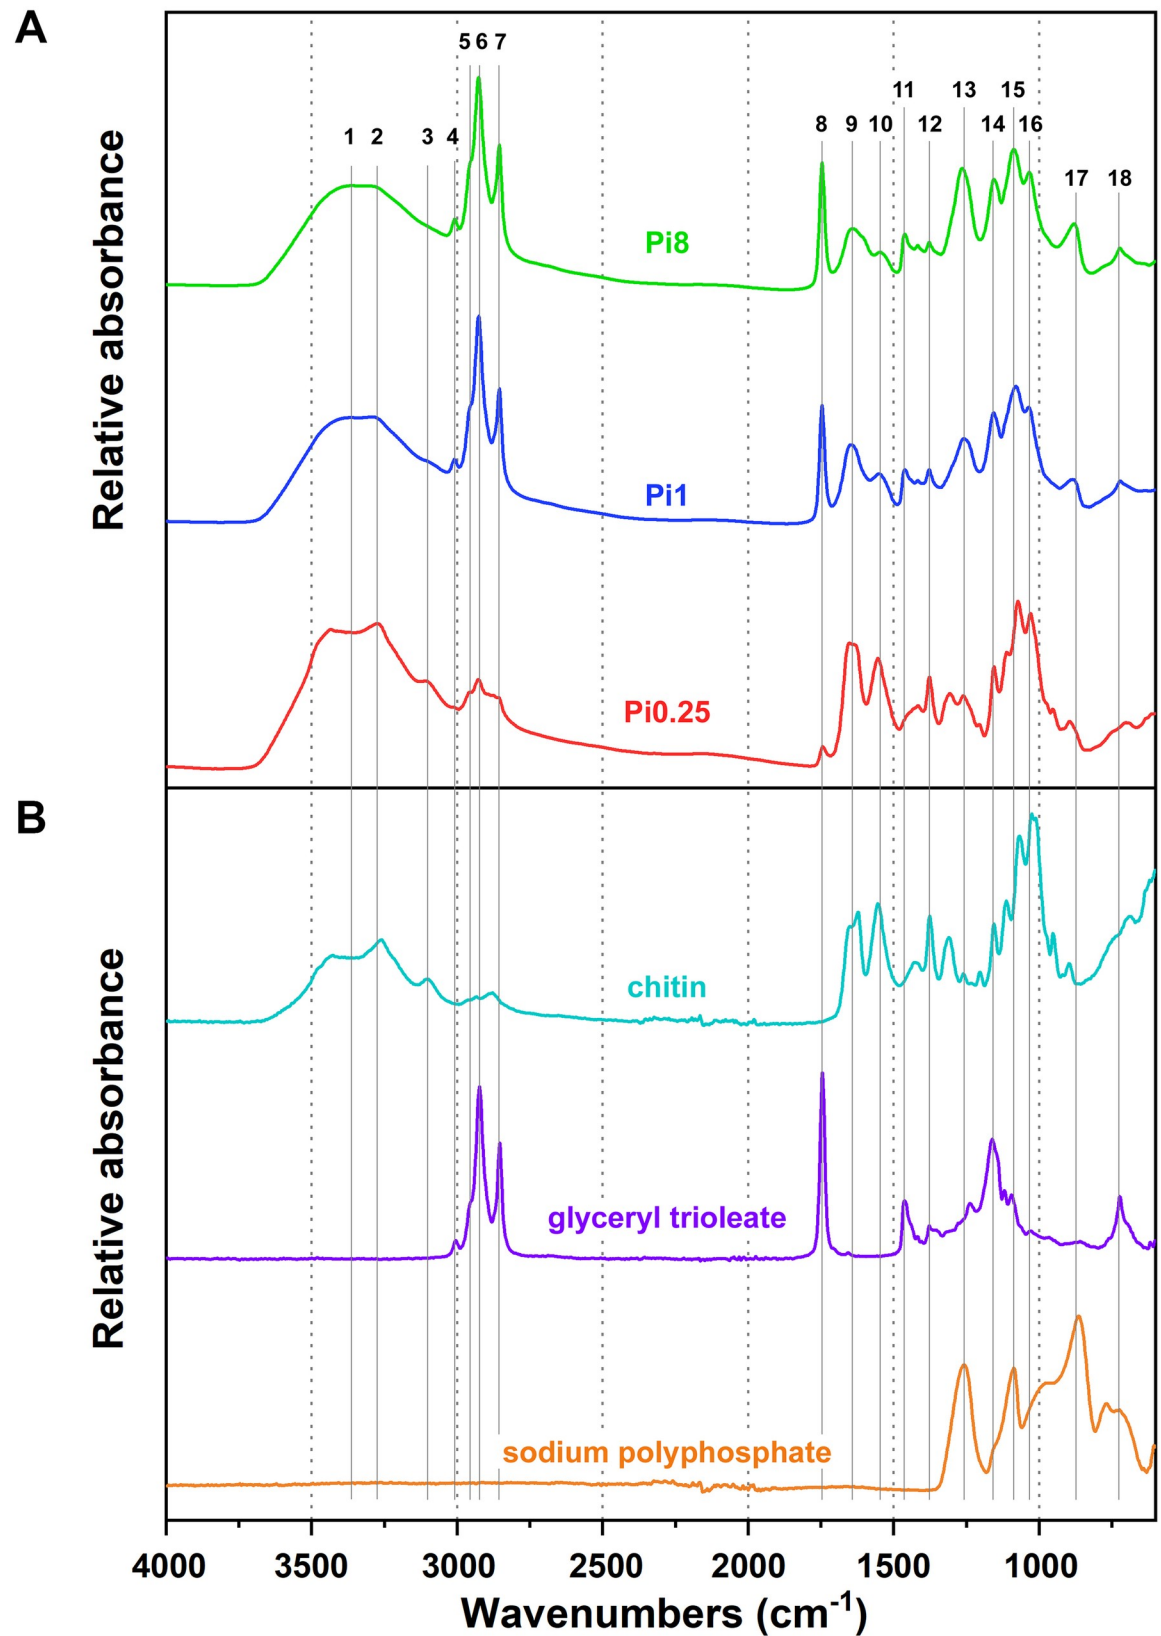 A
5 6 7
11 13 15
1 2 3 4 8 9 10 12 14 16
17 18
Relative absorbance
Pi8
Pi1
Pi0.25
B
Relative absorbance
chitin
glyceryl trioleate
sodium polyphosphate
4000 3500 3000 2500 2000 1500 1000
Wavenumbers (cm-1)